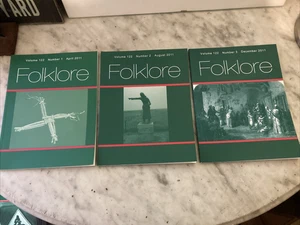 YARD
Volume 122 Number 1 April 2011
Folklore
Volume 122 Number 2 August 2011
Folklore
Volume 122 Number 3 December 2011
Folklore